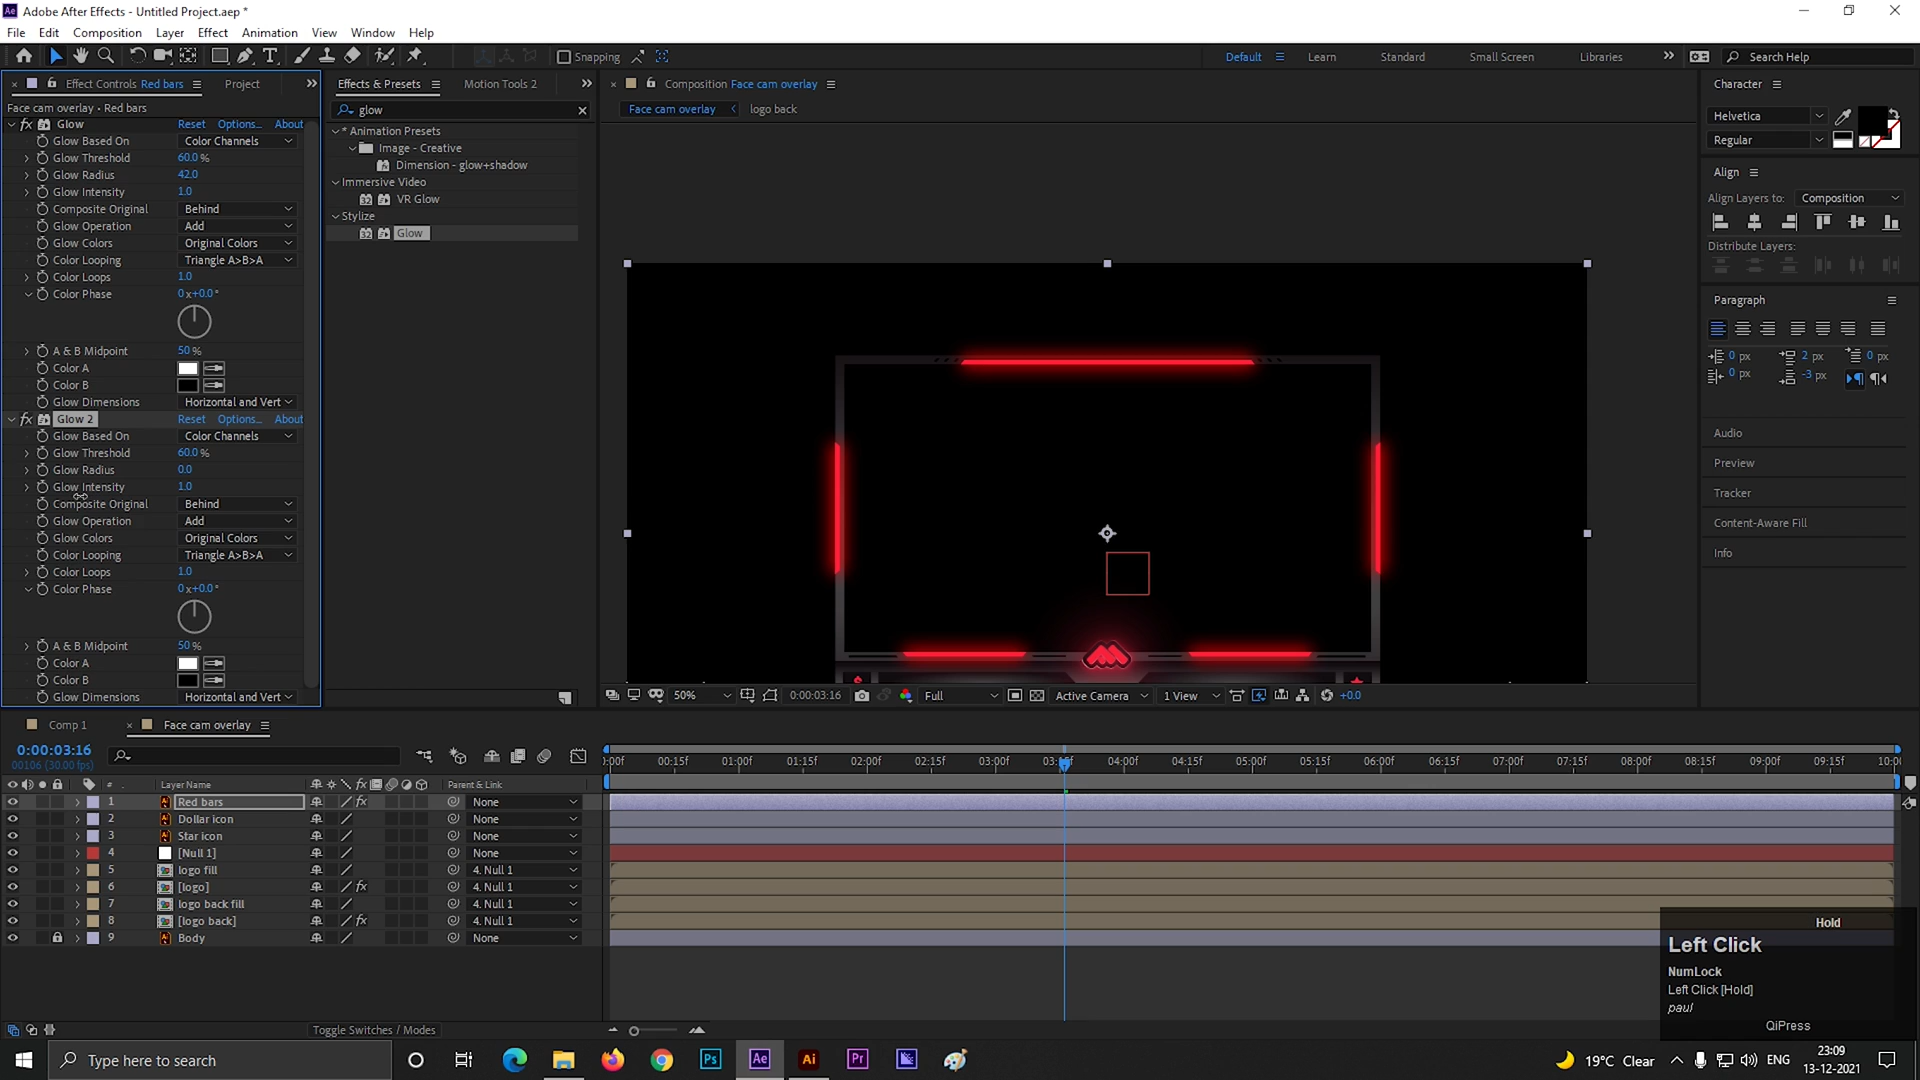 Adobe After Effects - Untitled Project.aep *
File Edit Composition Layer Effect Animation View Window Help
Snapping Default Learn Standard Small Screen Libraries Search Help
Effect Controls Red bars Project
Face cam overlay • Red bars
fx Glow Reset Options... About
Glow Based On Color Channels
Glow Threshold 60.0 %
Glow Radius 42.0
Glow Intensity 1.0
Composite Original Behind
Glow Operation Add
Glow Colors Original Colors
Color Looping Triangle A>B>A
Color Loops 1.0
Color Phase 0x+0.0°
A & B Midpoint 50 %
Color A
Color B
Glow Dimensions Horizontal and Vert
fx Glow 2 Reset Options... About
Glow Based On Color Channels
Glow Threshold 60.0 %
Glow Radius 0.0
Glow Intensity 1.0
Composite Original Behind
Glow Operation Add
Glow Colors Original Colors
Color Looping Triangle A>B>A
Color Loops 1.0
Color Phase 0x+0.0°
A & B Midpoint 50 %
Color A
Color B
Glow Dimensions Horizontal and Vert
Effects & Presets Motion Tools 2
glow
* Animation Presets
Image - Creative
Dimension - glow+shadow
Immersive Video
32 VR Glow
Stylize
32 Glow
Composition Face cam overlay
Face cam overlay logo back
50% 0:00:03:16 Full Active Camera 1 View +0.0
Character
Helvetica
Regular
Align
Align Layers to: Composition
Distribute Layers:
Paragraph
0 px 2 px 0 px
0 px -3 px
Audio
Preview
Tracker
Content-Aware Fill
Info
Comp 1 Face cam overlay
0:00:03:16
00106 (30.00 fps)
:00f 00:15f 01:00f 01:15f 02:00f 02:15f 03:00f 03:15f 04:00f 04:15f 05:00f 05:15f 06:00f 06:15f 07:00f 07:15f 08:00f 08:15f 09:00f 09:15f 10:00
# Layer Name fx Parent & Link
1 Red bars fx None
2 Dollar icon None
3 Star icon None
4 [Null 1] None
5 logo fill 4. Null 1
6 [logo] fx 4. Null 1
7 logo back fill 4. Null 1
8 [logo back] fx 4. Null 1
9 Body None
Toggle Switches / Modes
Hold
Left Click
NumLock
Left Click [Hold]
paul
QiPress
Type here to search
Ps Ae Ai Pr
19°C Clear ENG 23:09
13-12-2021